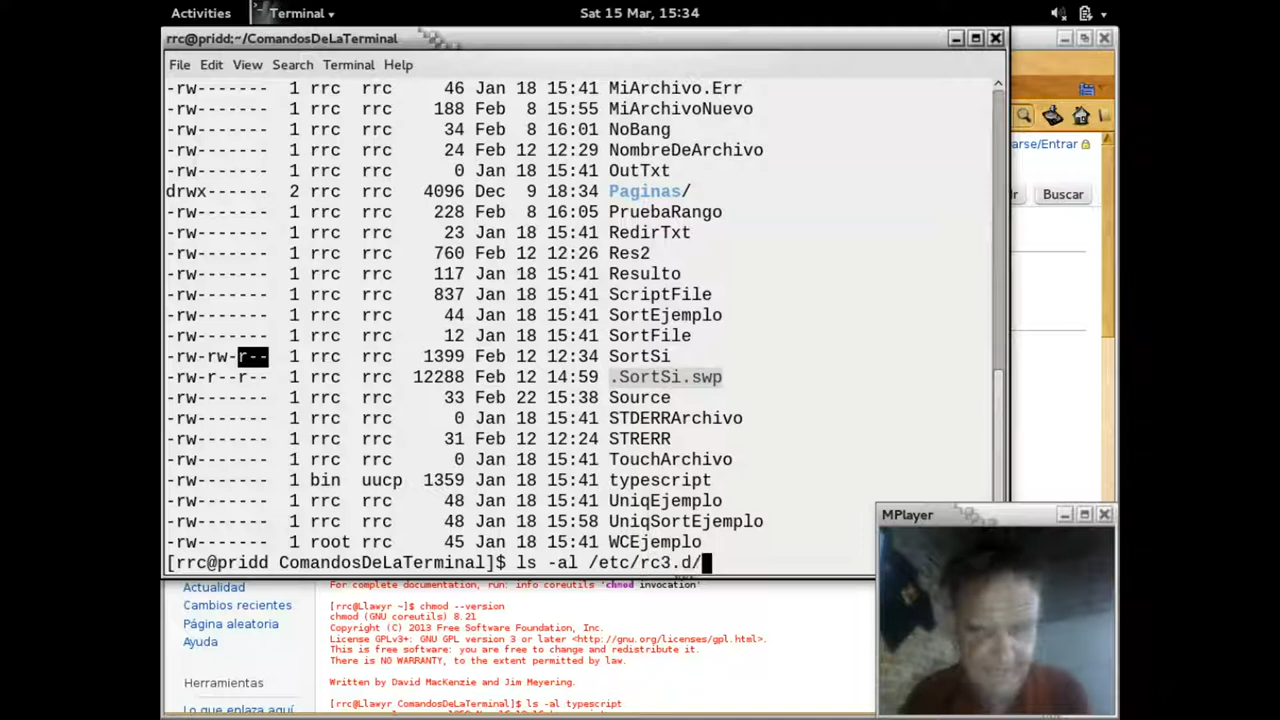 Activities Terminal Sat 15 Mar, 15:34
rrc@pridd:~/ComandosDeLaTerminal
File Edit View Search Terminal Help
-rw------- 1 rrc rrc 46 Jan 18 15:41 MiArchivo.Err
-rw------- 1 rrc rrc 188 Feb 8 15:55 MiArchivoNuevo
-rw------- 1 rrc rrc 34 Feb 8 16:01 NoBang
-rw------- 1 rrc rrc 24 Feb 12 12:29 NombreDeArchivo
-rw------- 1 rrc rrc 0 Jan 18 15:41 OutTxt
drwx------ 2 rrc rrc 4096 Dec 9 18:34 Paginas/
-rw------- 1 rrc rrc 228 Feb 8 16:05 PruebaRango
-rw------- 1 rrc rrc 23 Jan 18 15:41 RedirTxt
-rw------- 1 rrc rrc 760 Feb 12 12:26 Res2
-rw------- 1 rrc rrc 117 Jan 18 15:41 Resulto
-rw------- 1 rrc rrc 837 Jan 18 15:41 ScriptFile
-rw------- 1 rrc rrc 44 Jan 18 15:41 SortEjemplo
-rw------- 1 rrc rrc 12 Jan 18 15:41 SortFile
-rw-rw-r-- 1 rrc rrc 1399 Feb 12 12:34 SortSi
-rw-r--r-- 1 rrc rrc 12288 Feb 12 14:59 .SortSi.swp
-rw------- 1 rrc rrc 33 Feb 22 15:38 Source
-rw------- 1 rrc rrc 0 Jan 18 15:41 STDERRArchivo
-rw------- 1 rrc rrc 31 Feb 12 12:24 STRERR
-rw------- 1 rrc rrc 0 Jan 18 15:41 TouchArchivo
-rw------- 1 bin uucp 1359 Jan 18 15:41 typescript
-rw------- 1 rrc rrc 48 Jan 18 15:41 UniqEjemplo
-rw------- 1 rrc rrc 48 Jan 18 15:58 UniqSortEjemplo
-rw------- 1 root rrc 45 Jan 18 15:41 WCEjemplo
[rrc@pridd ComandosDeLaTerminal]$ ls -al /etc/rc3.d/
arse/Entrar
Buscar
MPlayer
Actualidad
Cambios recientes
Página aleatoria
Ayuda
Herramientas
Lo que enlaza aquí
For complete documentation, run: info coreutils 'chmod invocation'
[rrc@Llawyr ~]$ chmod --version
chmod (GNU coreutils) 8.21
Copyright (C) 2013 Free Software Foundation, Inc.
License GPLv3+: GNU GPL version 3 or later <http://gnu.org/licenses/gpl.html>.
This is free software: you are free to change and redistribute it.
There is NO WARRANTY, to the extent permitted by law.
Written by David MacKenzie and Jim Meyering.
[rrc@Llawyr ComandosDeLaTerminal]$ ls -al typescript